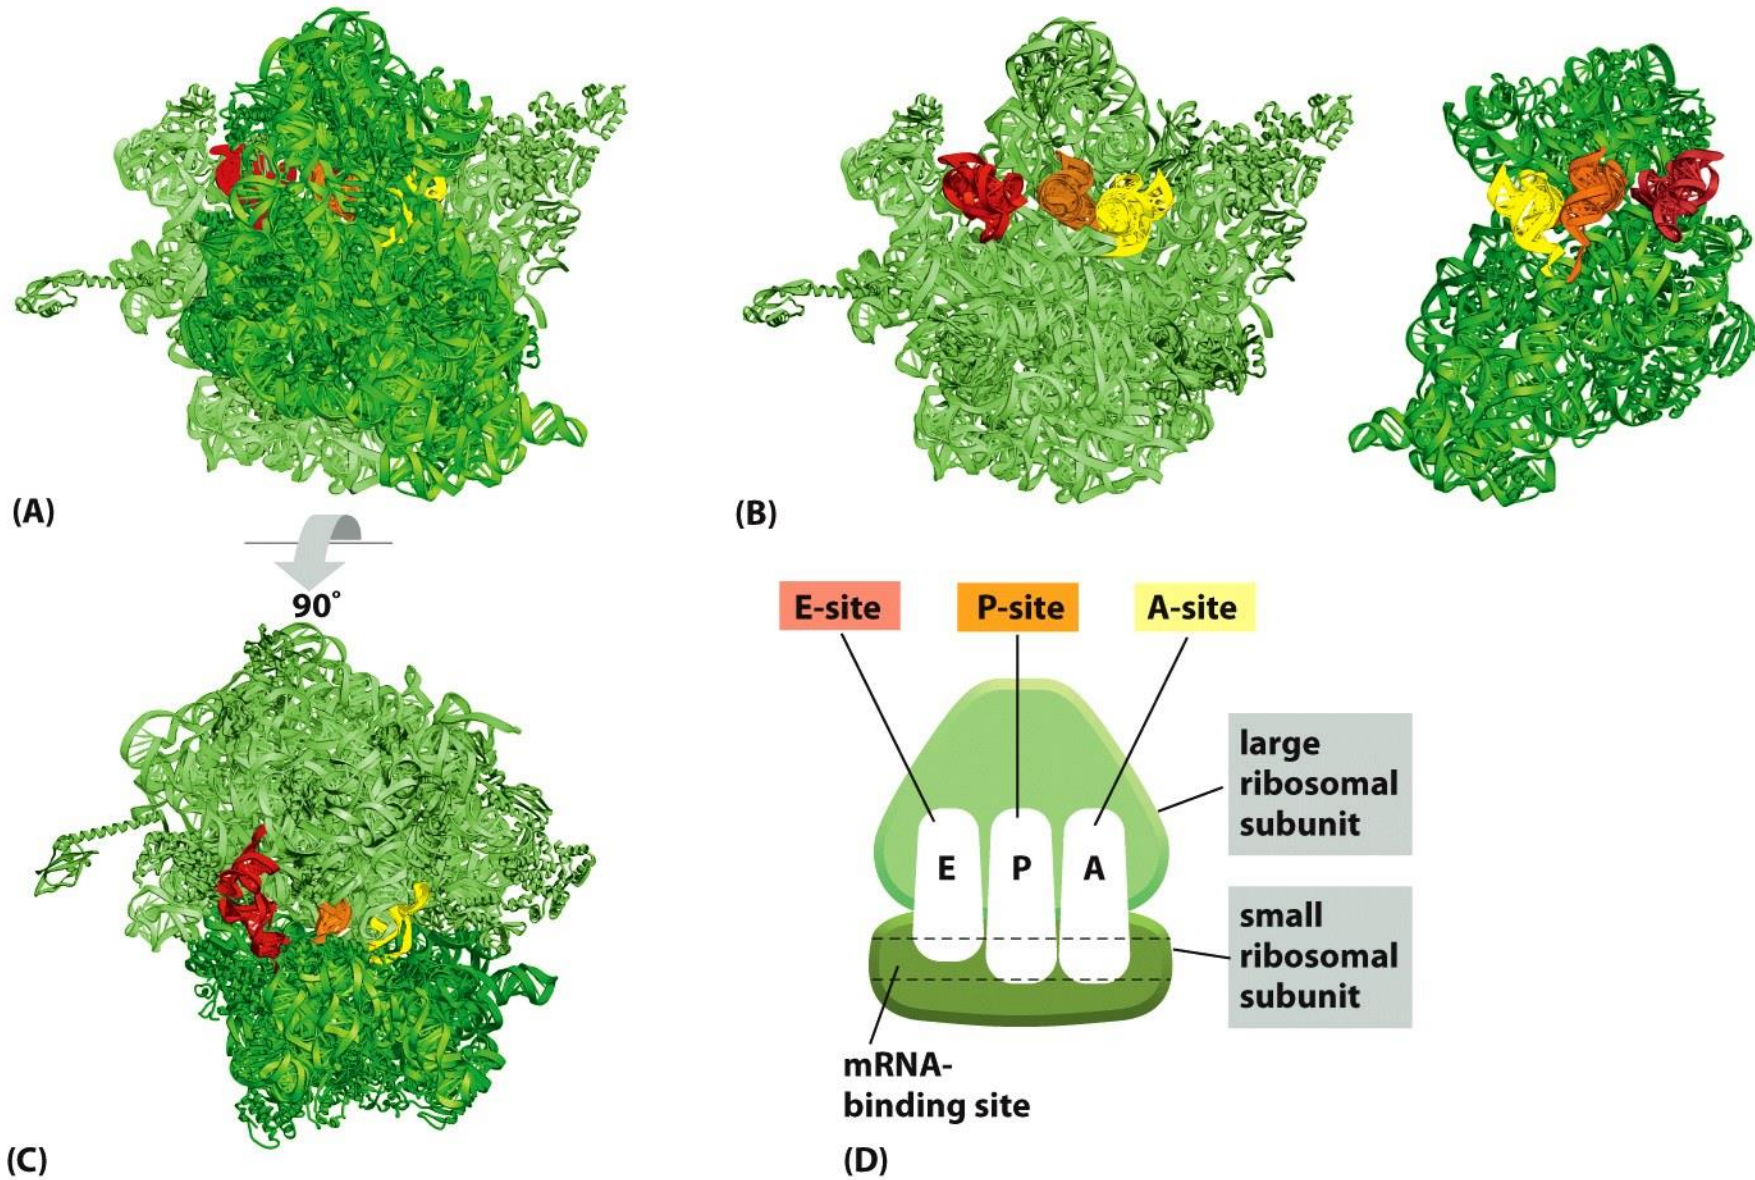 (A)
(B)
90°
E-site
P-site
A-site
large
ribosomal
subunit
E
P
A
small
ribosomal
subunit
mRNA-
binding site
(C)
(D)